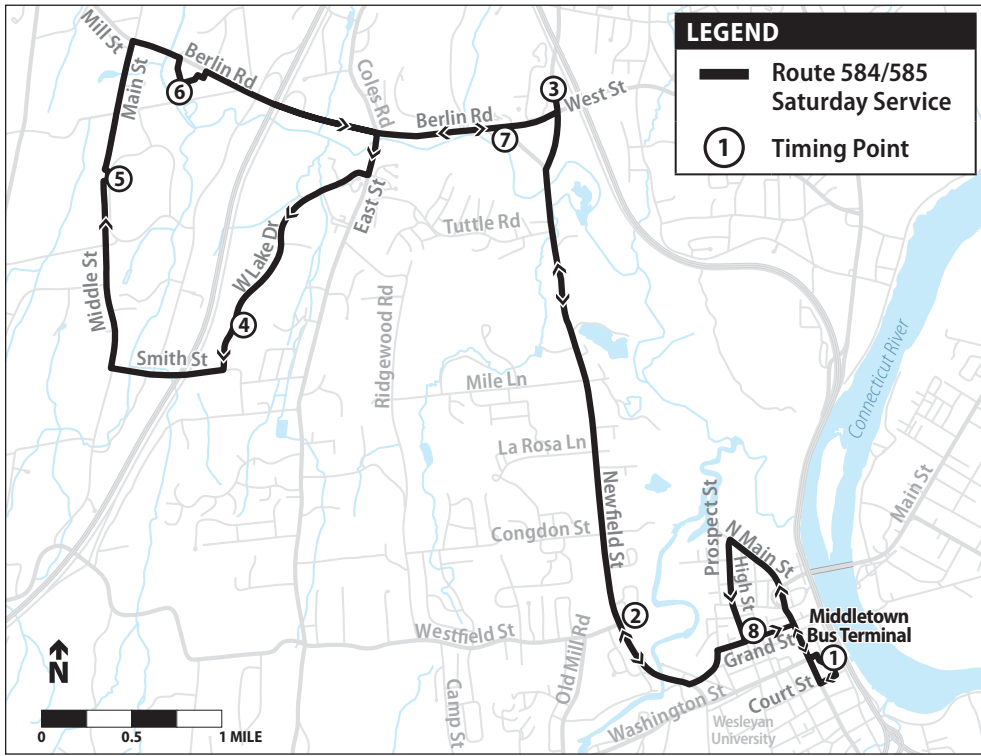 LEGEND
Route 584/585
Saturday Service
1 Timing Point
Mill St
Main St
Berlin Rd
6
Coles Rd
Berlin Rd
3
West St
7
5
East St
Tuttle Rd
W Lake Dr
Middle St
4
Smith St
Ridgewood Rd
Mile Ln
La Rosa Ln
Connecticut River
Main St
Newfield St
Congdon St
Prospect St
N Main St
High St
2
Westfield St
Old Mill Rd
8
Grand St
Middletown
Bus Terminal
1
Court St
Washington St
Camp St
Wesleyan
University
N
0 0.5 1 MILE